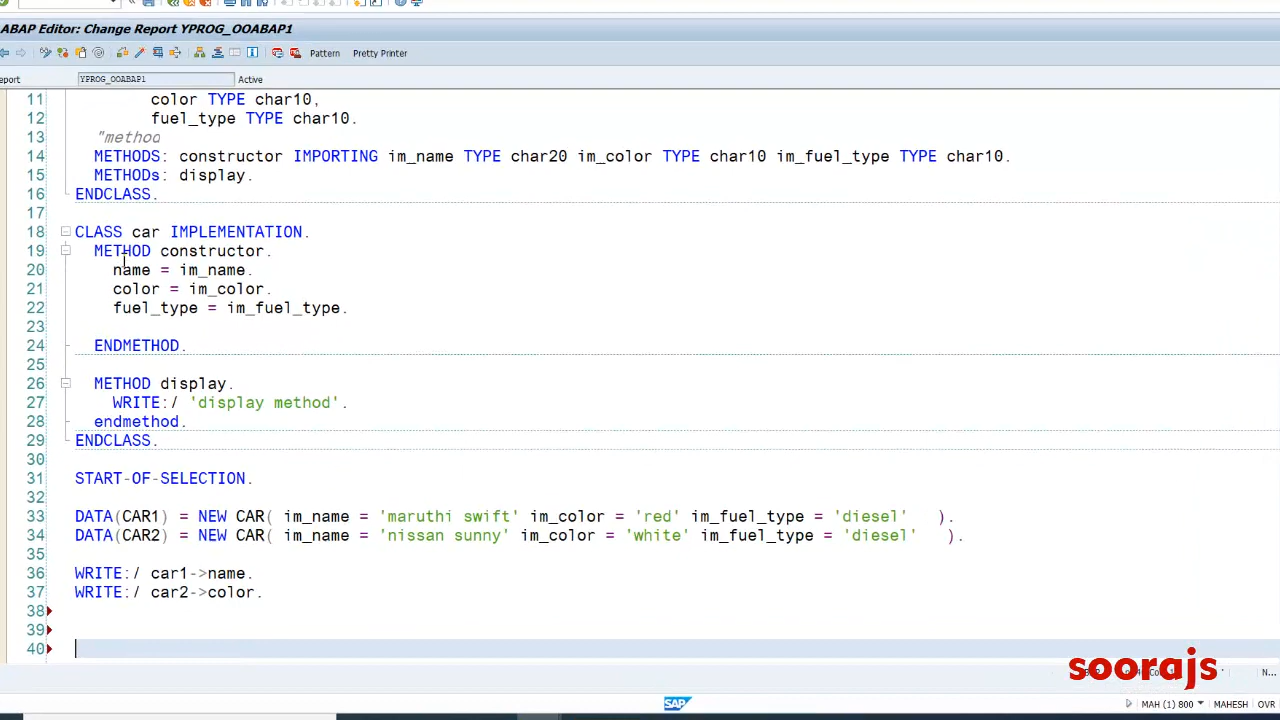 ABAP Editor: Change Report YPROG_OOABAP1
Pattern Pretty Printer
eport YPROG_OOABAP1 Active
11 color TYPE char10,
12 fuel_type TYPE char10.
13 "method
14 METHODS: constructor IMPORTING im_name TYPE char20 im_color TYPE char10 im_fuel_type TYPE char10.
15 METHODs: display.
16 ENDCLASS.
17
18 CLASS car IMPLEMENTATION.
19 METHOD constructor.
20 name = im_name.
21 color = im_color.
22 fuel_type = im_fuel_type.
23
24 ENDMETHOD.
25
26 METHOD display.
27 WRITE:/ 'display method'.
28 endmethod.
29 ENDCLASS.
30
31 START-OF-SELECTION.
32
33 DATA(CAR1) = NEW CAR( im_name = 'maruthi swift' im_color = 'red' im_fuel_type = 'diesel' ).
34 DATA(CAR2) = NEW CAR( im_name = 'nissan sunny' im_color = 'white' im_fuel_type = 'diesel' ).
35
36 WRITE:/ car1->name.
37 WRITE:/ car2->color.
38
39
40
soorajs
N...
SAP MAH (1) 800 MAHESH OVR